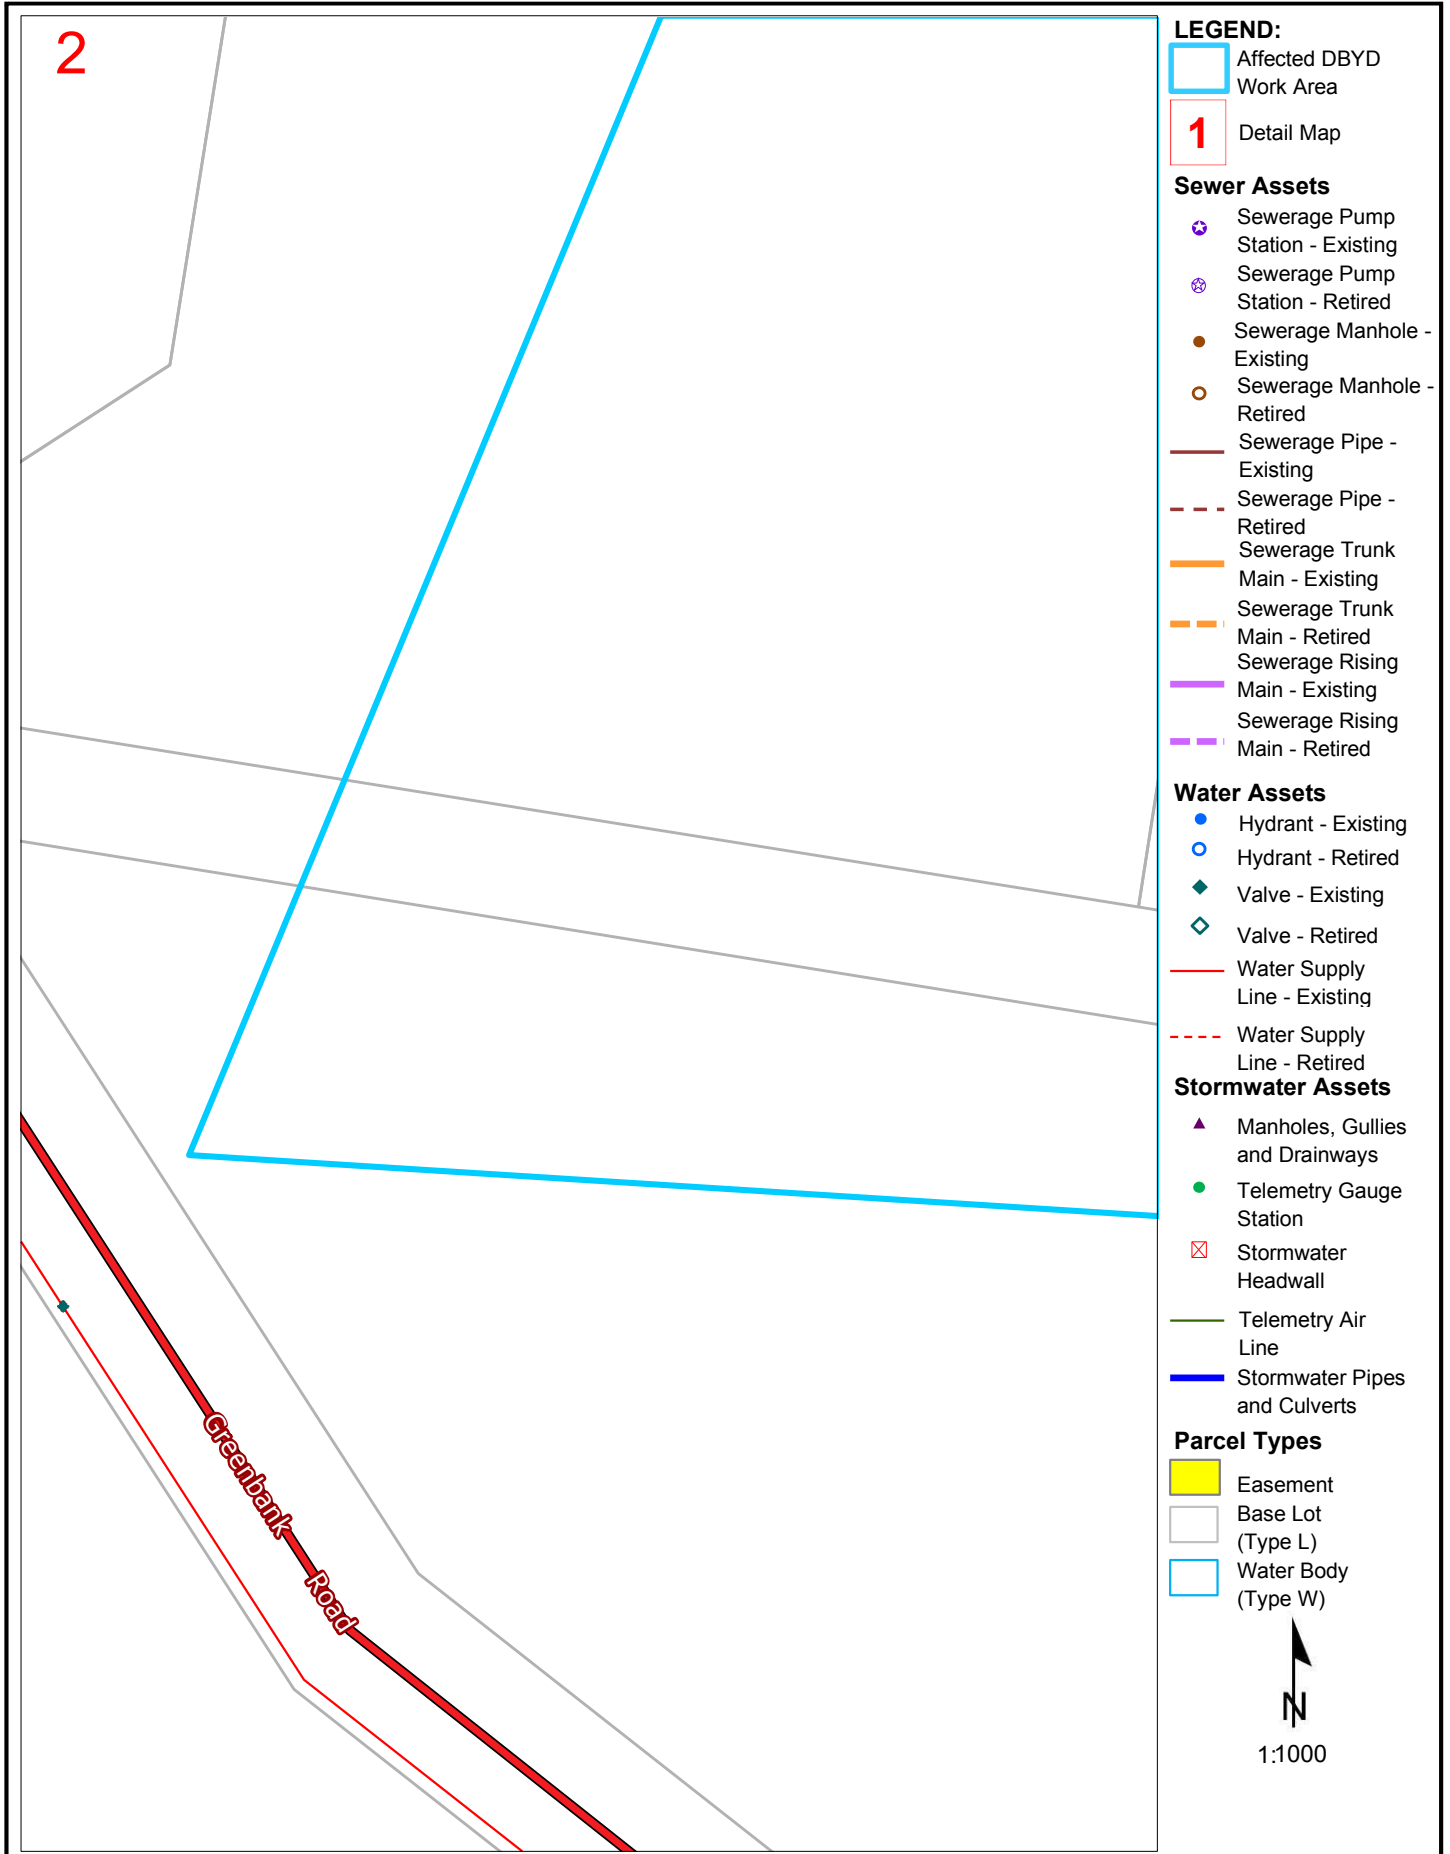 2
Greenbank
Road
LEGEND:
Affected DBYD
Work Area
1
Detail Map
Sewer Assets
Sewerage Pump
Station - Existing
Sewerage Pump
Station - Retired
Sewerage Manhole -
Existing
Sewerage Manhole -
Retired
Sewerage Pipe -
Existing
Sewerage Pipe -
Retired
Sewerage Trunk
Main - Existing
Sewerage Trunk
Main - Retired
Sewerage Rising
Main - Existing
Sewerage Rising
Main - Retired
Water Assets
Hydrant - Existing
Hydrant - Retired
Valve - Existing
Valve - Retired
Water Supply
Line - Existing
Water Supply
Line - Retired
Stormwater Assets
Manholes, Gullies
and Drainways
Telemetry Gauge
Station
Stormwater
Headwall
Telemetry Air
Line
Stormwater Pipes
and Culverts
Parcel Types
Easement
Base Lot
(Type L)
Water Body
(Type W)
N
1:1000